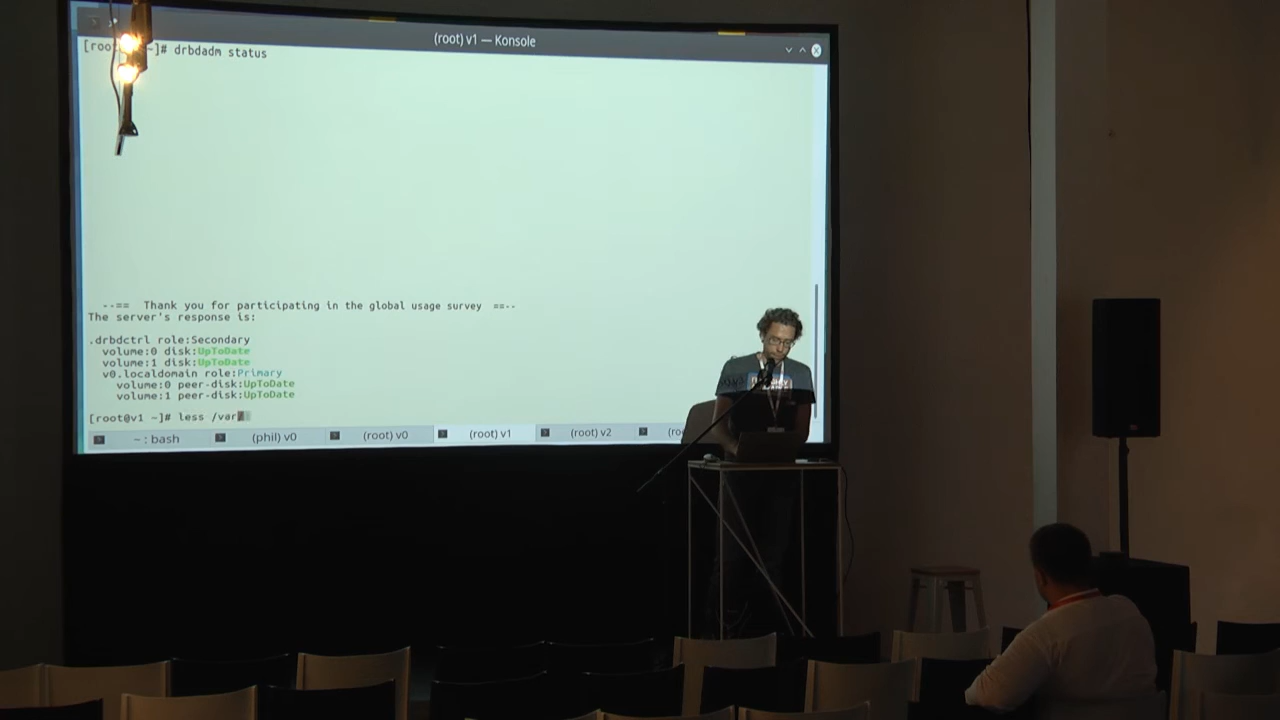 (root) v1 — Konsole
~]# drbdadm status
--== Thank you for participating in the global usage survey ==--
The server's response is:
.drbdctrl role:Secondary
volume:0 disk:UpToDate
volume:1 disk:UpToDate
v0.localdomain role:Primary
volume:0 peer-disk:UpToDate
volume:1 peer-disk:UpToDate
[root@v1 ~]# less /var/
~ : bash
(phil) v0
(root) v0
(root) v1
(root) v2